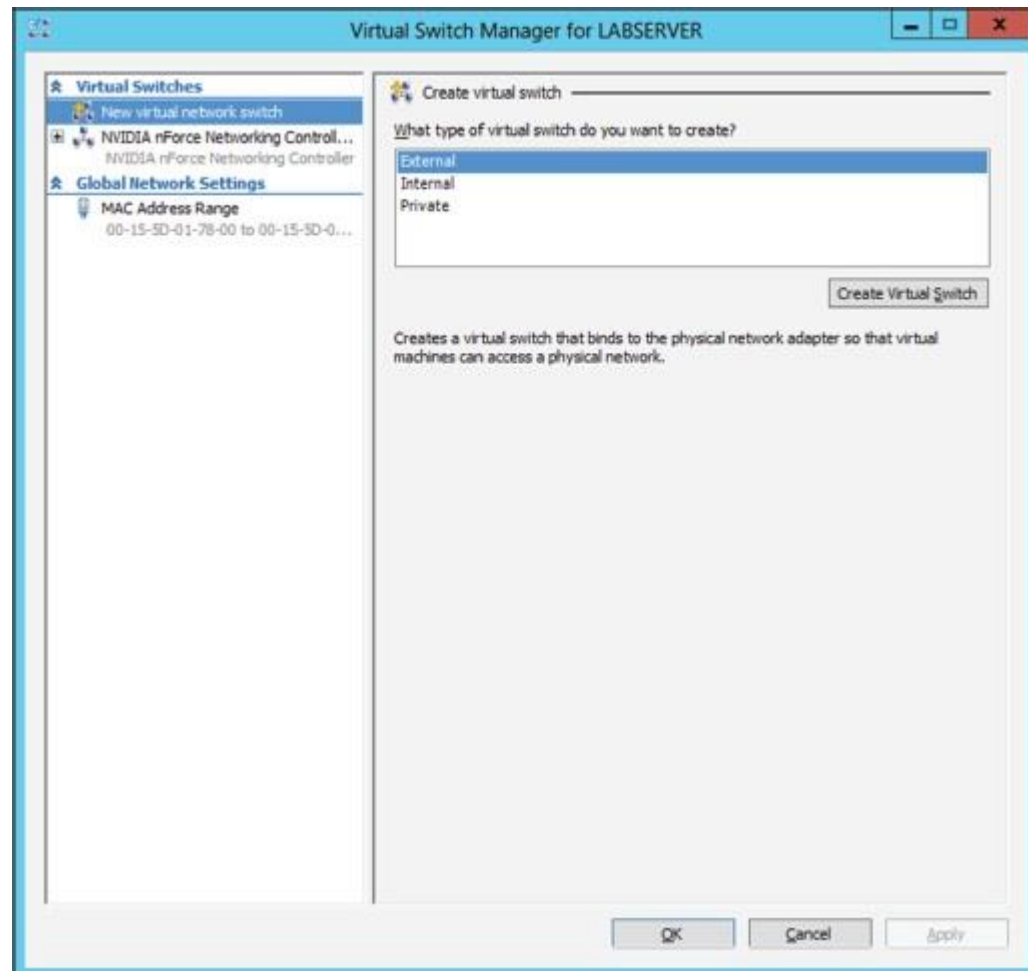 Virtual Switch Manager for LABSERVER
Virtual Switches
New virtual network switch
NVIDIA nForce Networking Controll...
NVIDIA nForce Networking Controller
Global Network Settings
MAC Address Range
00-15-5D-01-78-00 to 00-15-5D-0...
Create virtual switch
What type of virtual switch do you want to create?
External
Internal
Private
Create Virtual Switch
Creates a virtual switch that binds to the physical network adapter so that virtual
machines can access a physical network.
OK
Cancel
Apply